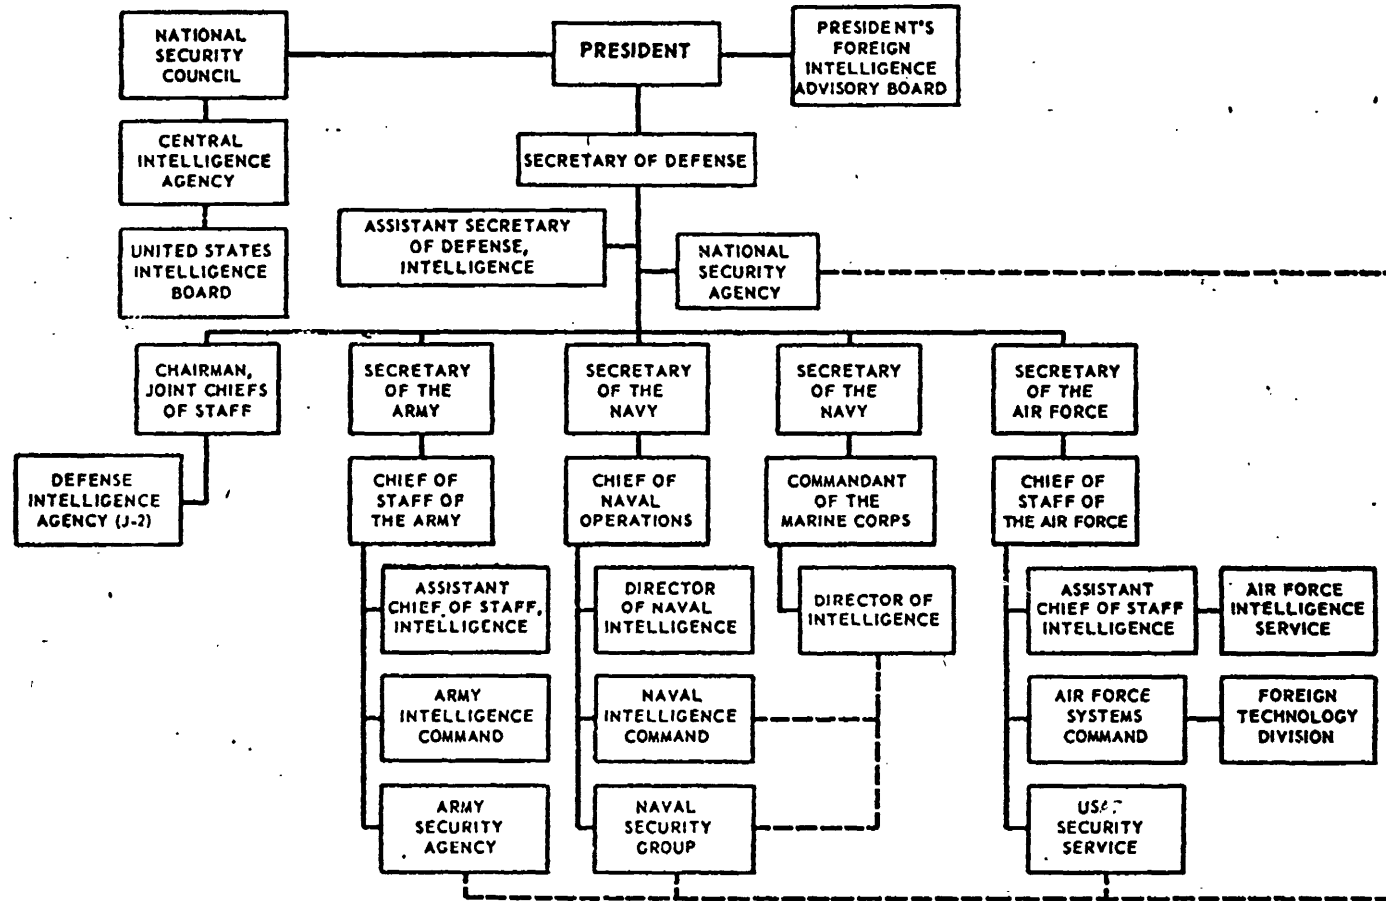 NATIONAL
SECURITY
COUNCIL
PRESIDENT
PRESIDENT'S
FOREIGN
INTELLIGENCE
ADVISORY BOARD
CENTRAL
INTELLIGENCE
AGENCY
SECRETARY OF DEFENSE
UNITED STATES
INTELLIGENCE
BOARD
ASSISTANT SECRETARY
OF DEFENSE,
INTELLIGENCE
NATIONAL
SECURITY
AGENCY
CHAIRMAN,
JOINT CHIEFS
OF STAFF
SECRETARY
OF THE
ARMY
SECRETARY
OF THE
NAVY
SECRETARY
OF THE
NAVY
SECRETARY
OF THE
AIR FORCE
DEFENSE
INTELLIGENCE
AGENCY (J-2)
CHIEF OF
STAFF OF
THE ARMY
CHIEF OF
NAVAL
OPERATIONS
COMMANDANT
OF THE
MARINE CORPS
CHIEF OF
STAFF OF
THE AIR FORCE
ASSISTANT
CHIEF OF STAFF,
INTELLIGENCE
DIRECTOR
OF NAVAL
INTELLIGENCE
DIRECTOR OF
INTELLIGENCE
ASSISTANT
CHIEF OF STAFF
INTELLIGENCE
AIR FORCE
INTELLIGENCE
SERVICE
ARMY
INTELLIGENCE
COMMAND
NAVAL
INTELLIGENCE
COMMAND
AIR FORCE
SYSTEMS
COMMAND
FOREIGN
TECHNOLOGY
DIVISION
ARMY
SECURITY
AGENCY
NAVAL
SECURITY
GROUP
USAF
SECURITY
SERVICE